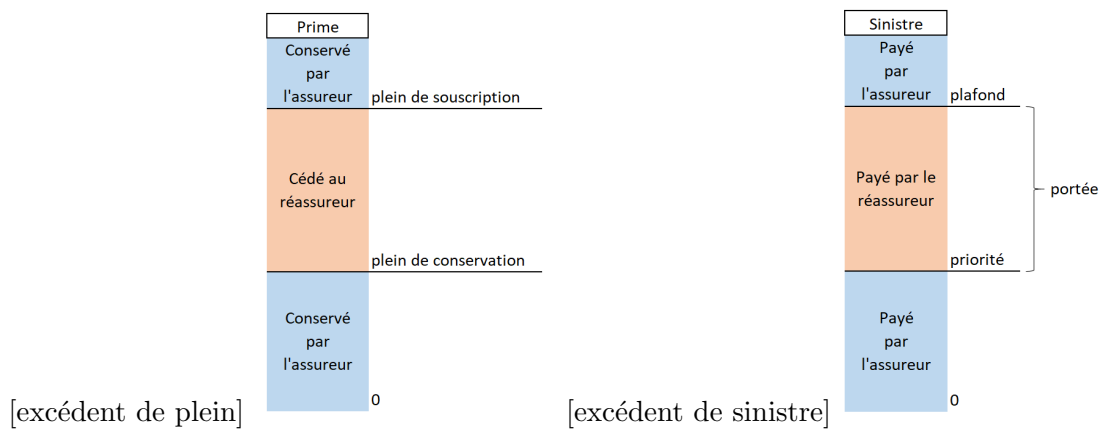 Prime
Conservé
par
l'assureur
plein de souscription
Cédé au
réassureur
plein de conservation
Conservé
par
l'assureur
0
[excédent de plein]
Sinistre
Payé
par
l'assureur
plafond
Payé par le
réassureur
portée
priorité
Payé
par
l'assureur
0
[excédent de sinistre]